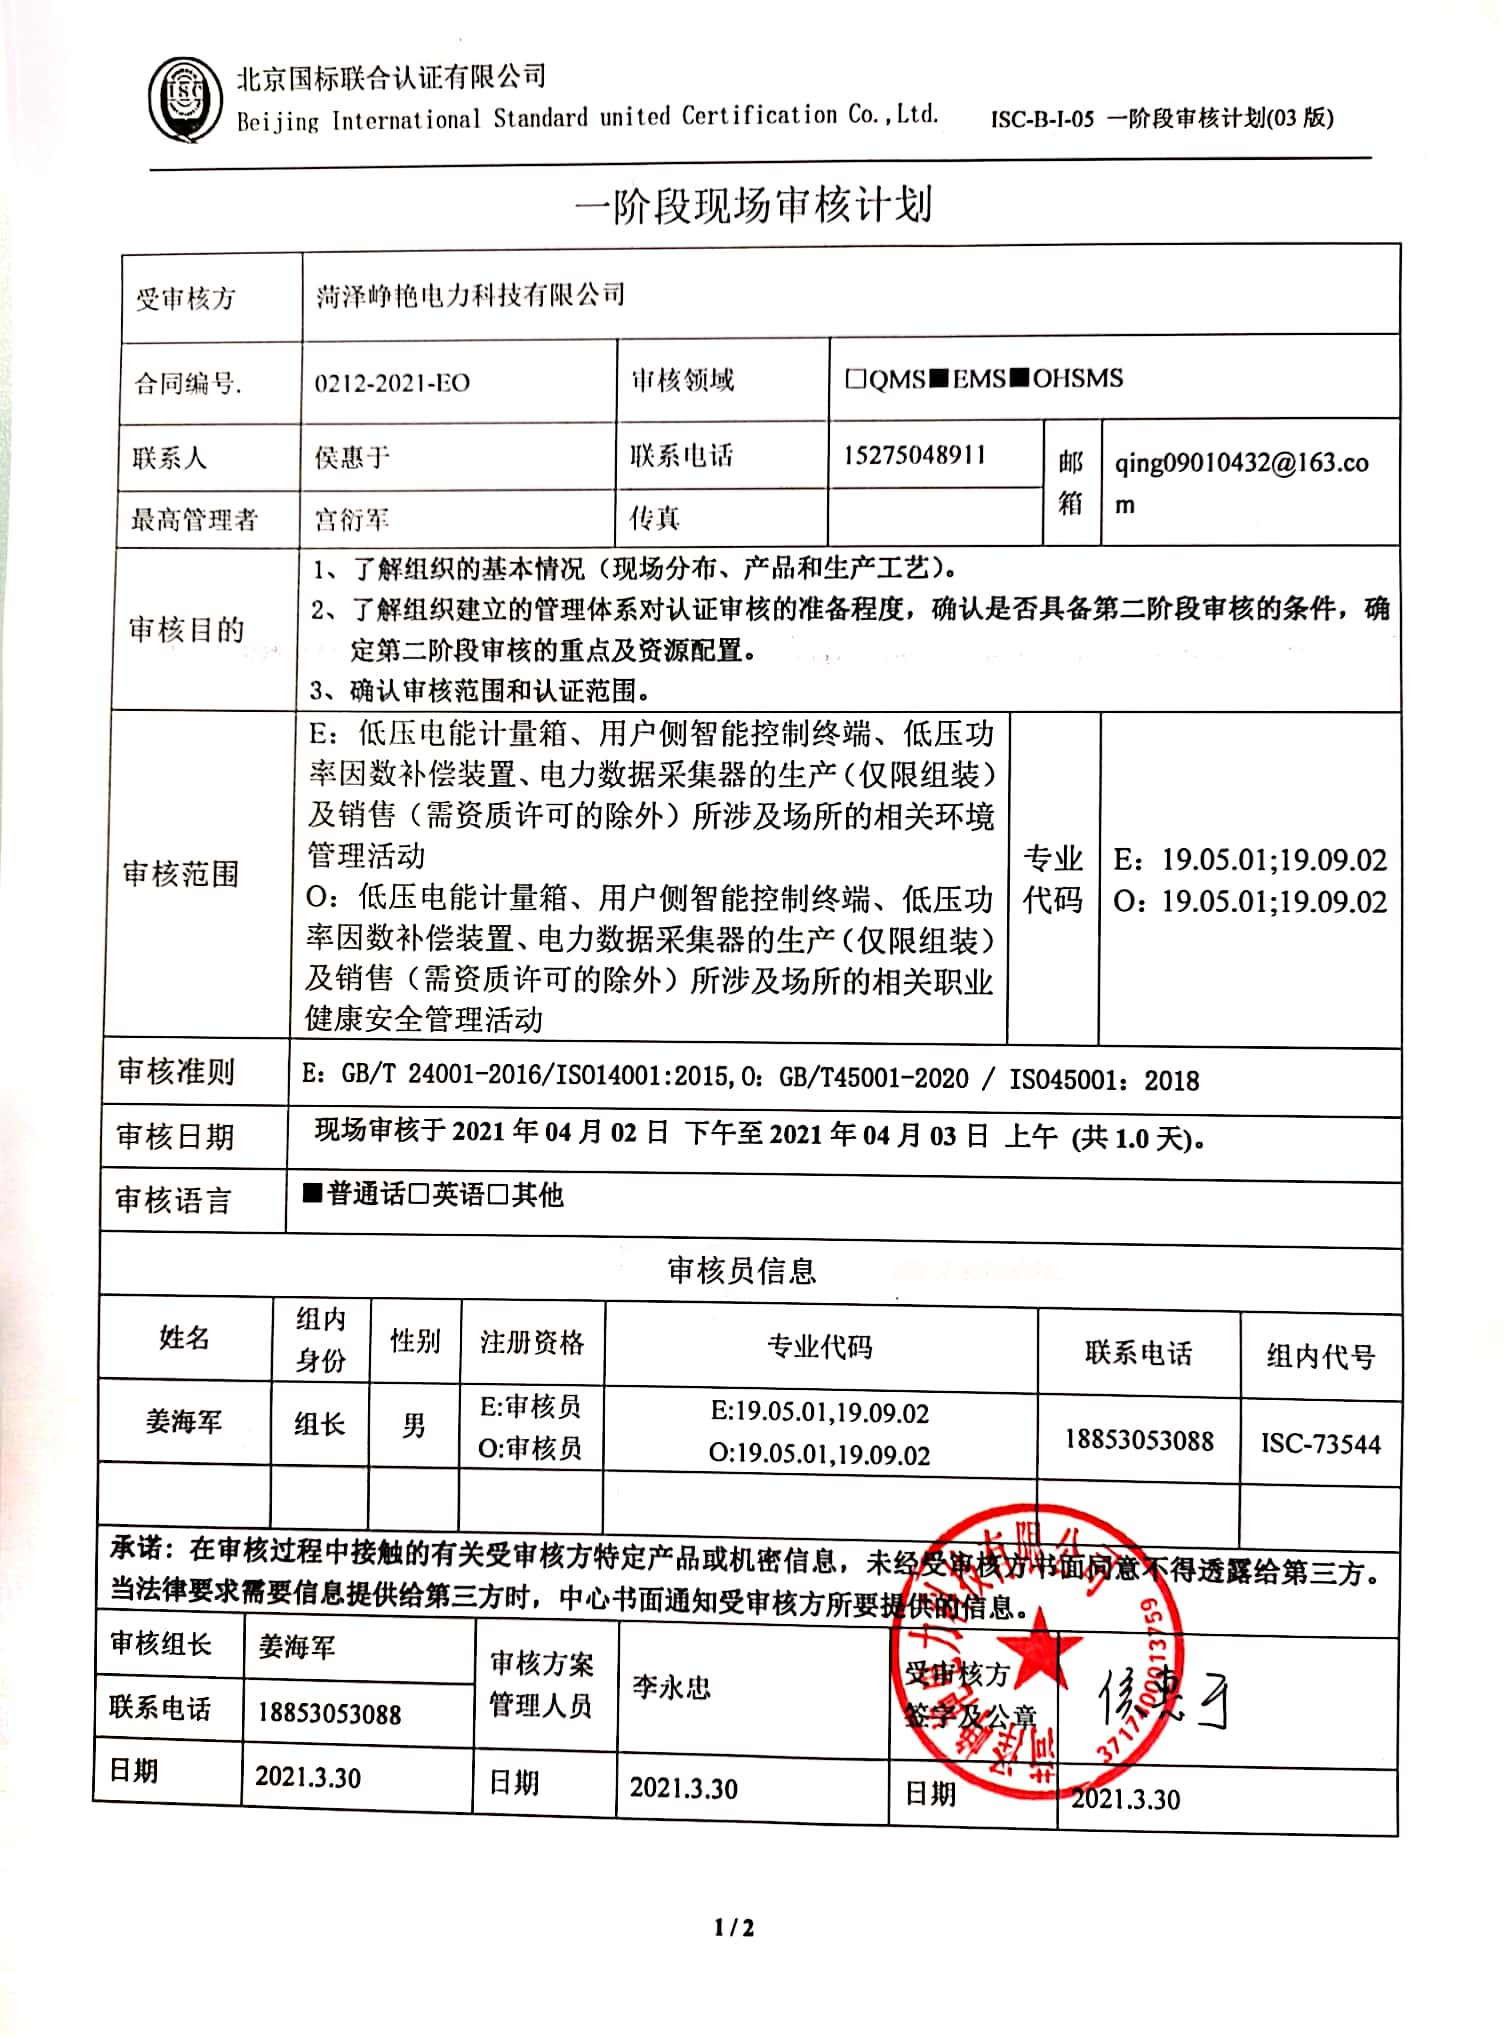 ISC
北京国标联合认证有限公司
Beijing International Standard united Certification Co.,Ltd.
ISC-B-I-05 一阶段审核计划(03 版)
一阶段现场审核计划
受审核方 菏泽峥艳电力科技有限公司
合同编号. 0212-2021-EO 审核领域 □QMS■EMS■OHSMS
联系人 侯惠于 联系电话 15275048911 邮箱 qing09010432@163.co
m
最高管理者 宫衍军 传真
审核目的
1、了解组织的基本情况（现场分布、产品和生产工艺）。
2、了解组织建立的管理体系对认证审核的准备程度，确认是否具备第二阶段审核的条件，确
定第二阶段审核的重点及资源配置。
3、确认审核范围和认证范围。
审核范围
E：低压电能计量箱、用户侧智能控制终端、低压功
率因数补偿装置、电力数据采集器的生产（仅限组装）
及销售（需资质许可的除外）所涉及场所的相关环境
管理活动
O：低压电能计量箱、用户侧智能控制终端、低压功
率因数补偿装置、电力数据采集器的生产（仅限组装）
及销售（需资质许可的除外）所涉及场所的相关职业
健康安全管理活动
专业
代码
E：19.05.01;19.09.02
O：19.05.01;19.09.02
审核准则 E：GB/T 24001-2016/ISO14001:2015,O：GB/T45001-2020 / ISO45001：2018
审核日期 现场审核于 2021 年 04 月 02 日 下午至 2021 年 04 月 03 日 上午 (共 1.0 天)。
审核语言 ■普通话□英语□其他
审核员信息
姓名 组内身份 性别 注册资格 专业代码 联系电话 组内代号
姜海军 组长 男 E:审核员 E:19.05.01,19.09.02 18853053088 ISC-73544
O:审核员 O:19.05.01,19.09.02
承诺：在审核过程中接触的有关受审核方特定产品或机密信息，未经受审核方书面同意不得透露给第三方。
当法律要求需要信息提供给第三方时，中心书面通知受审核方所要提供的信息。
审核组长 姜海军
联系电话 18853053088
审核方案
管理人员
李永忠
受审核方
签字及公章
侯惠于
日期 2021.3.30 日期 2021.3.30 日期 2021.3.30
菏泽峥艳电力科技有限公司
3717400013759
1 / 2